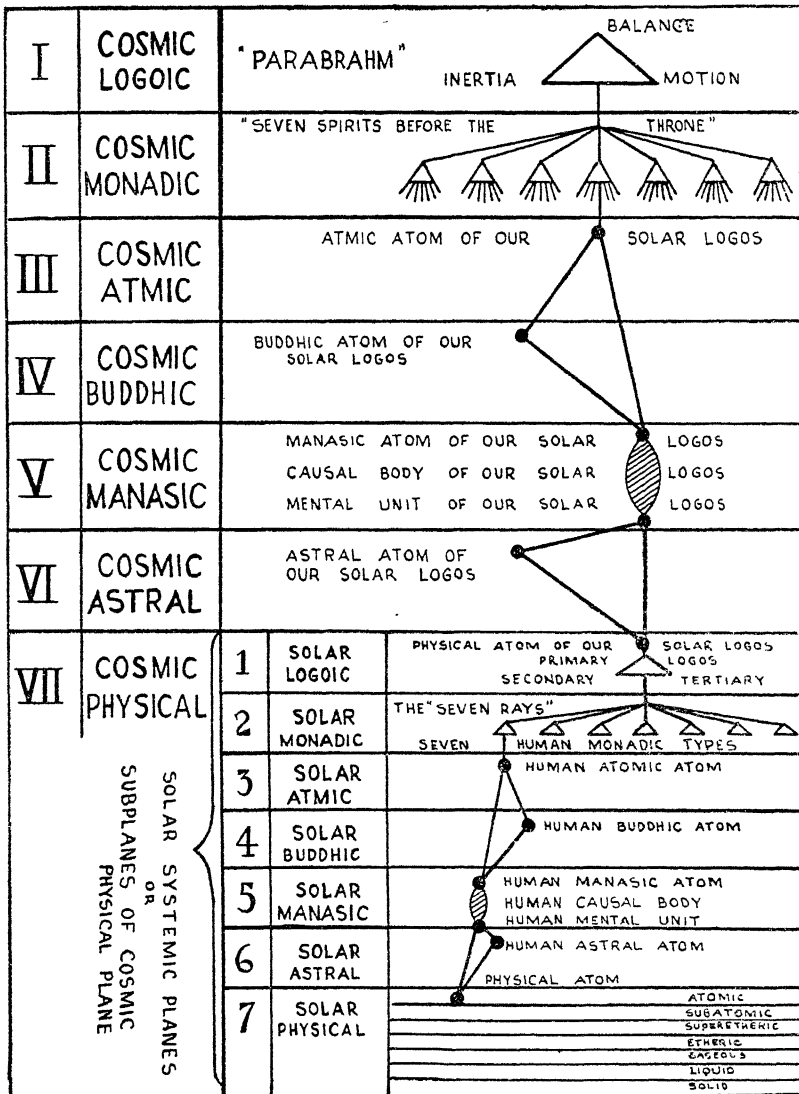 I
COSMIC
LOGOIC
"PARABRAHM"
BALANCE
INERTIA
MOTION
II
COSMIC
MONADIC
"SEVEN SPIRITS BEFORE THE THRONE"
III
COSMIC
ATMIC
ATMIC ATOM OF OUR SOLAR LOGOS
IV
COSMIC
BUDDHIC
BUDDHIC ATOM OF OUR
SOLAR LOGOS
V
COSMIC
MANASIC
MANASIC ATOM OF OUR SOLAR LOGOS
CAUSAL BODY OF OUR SOLAR LOGOS
MENTAL UNIT OF OUR SOLAR LOGOS
VI
COSMIC
ASTRAL
ASTRAL ATOM OF
OUR SOLAR LOGOS
VII
COSMIC
PHYSICAL
SOLAR SYSTEMIC PLANES
OR
SUBPLANES OF COSMIC
PHYSICAL PLANE
1
SOLAR
LOGOIC
PHYSICAL ATOM OF OUR SOLAR LOGOS
PRIMARY LOGOS
SECONDARY TERTIARY
2
SOLAR
MONADIC
THE "SEVEN RAYS"
SEVEN HUMAN MONADIC TYPES
3
SOLAR
ATMIC
HUMAN ATOMIC ATOM
4
SOLAR
BUDDHIC
HUMAN BUDDHIC ATOM
5
SOLAR
MANASIC
HUMAN MANASIC ATOM
HUMAN CAUSAL BODY
HUMAN MENTAL UNIT
6
SOLAR
ASTRAL
HUMAN ASTRAL ATOM
PHYSICAL ATOM
7
SOLAR
PHYSICAL
ATOMIC
SUBATOMIC
SUPERETHERIC
ETHERIC
GASEOUS
LIQUID
SOLID